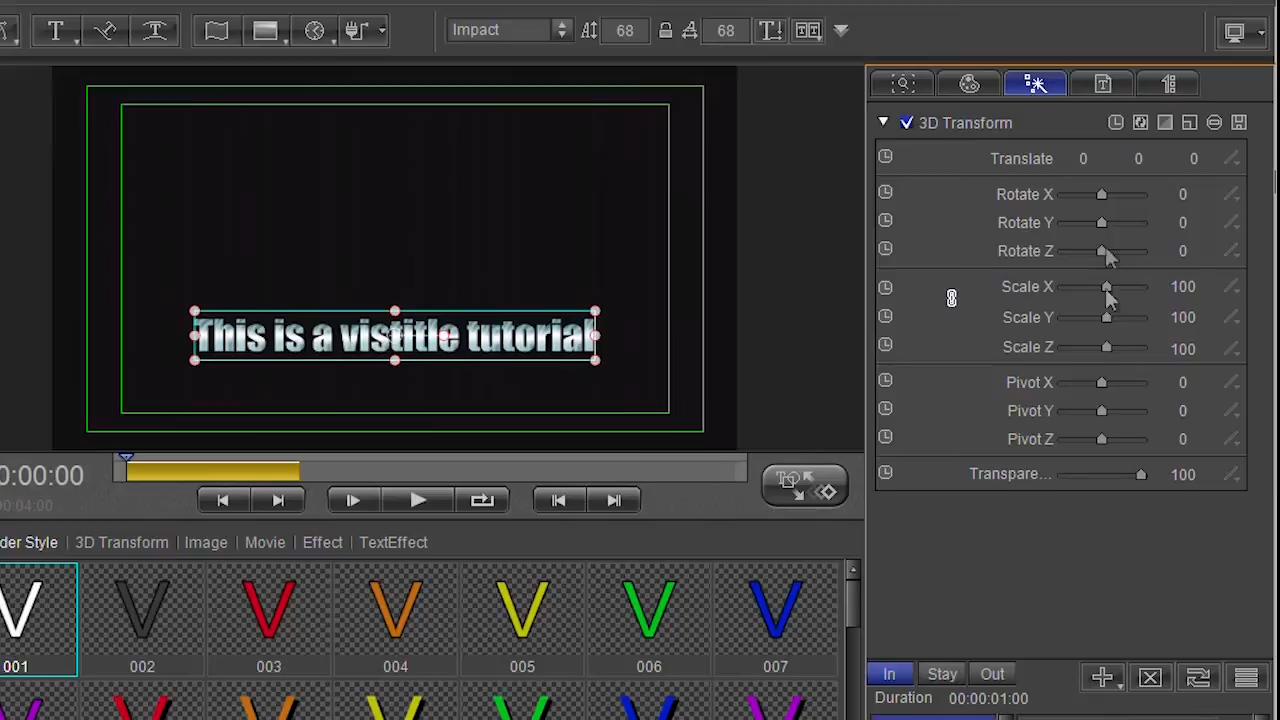 Impact 68 68
3D Transform
Translate 0 0 0
Rotate X 0
Rotate Y 0
Rotate Z 0
Scale X 100
Scale Y 100
Scale Z 100
Pivot X 0
Pivot Y 0
Pivot Z 0
Transpare... 100
This is a vistitle tutorial
0:00:00
00:04:00
der Style 3D Transform Image Movie Effect TextEffect
V V V V V V V
001 002 003 004 005 006 007
In Stay Out
Duration 00:00:01:00